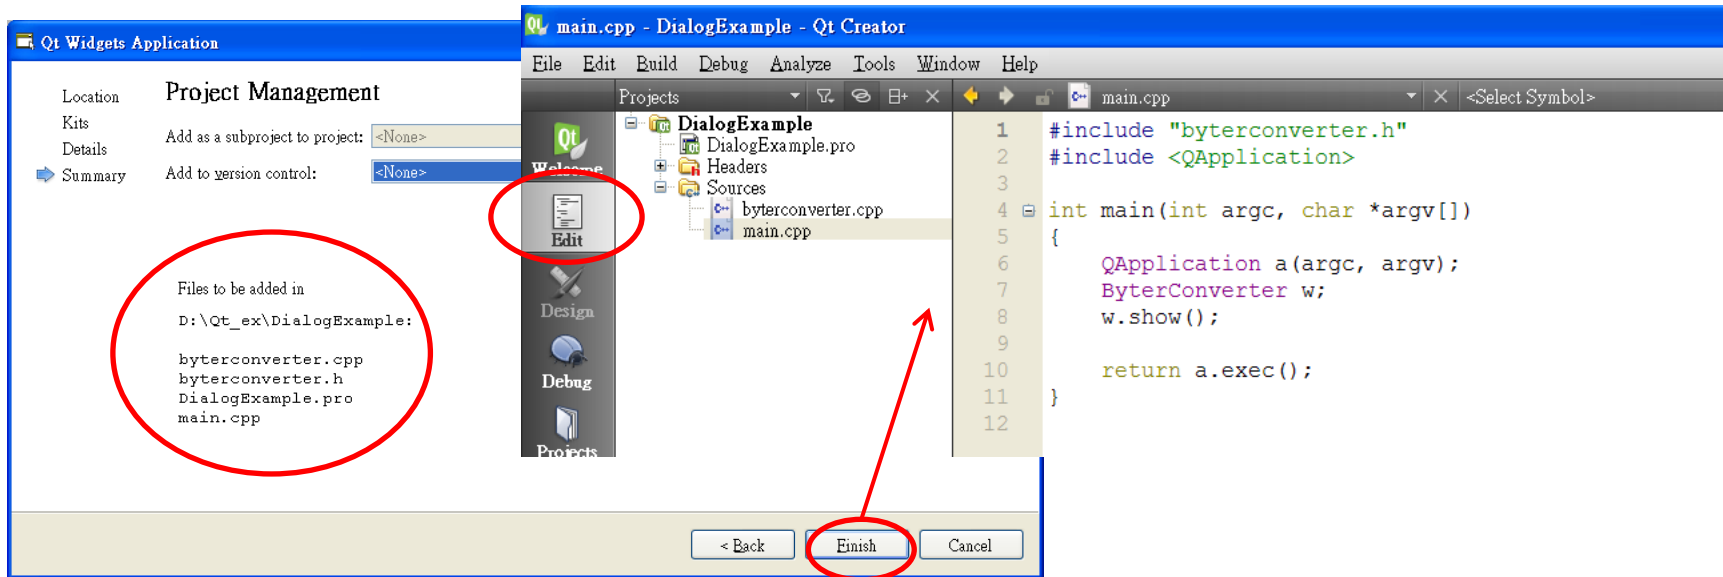 Qt Widgets Application
Location
Kits
Details
Summary
Project Management
Add as a subproject to project: <None>
Add to version control: <None>
Files to be added in
D:\Qt_ex\DialogExample:
byterconverter.cpp
byterconverter.h
DialogExample.pro
main.cpp
< Back
Finish
Cancel
main.cpp - DialogExample - Qt Creator
File Edit Build Debug Analyze Tools Window Help
Projects
main.cpp
<Select Symbol>
Qt
Welcome
Edit
Design
Debug
Projects
DialogExample
DialogExample.pro
Headers
Sources
byterconverter.cpp
main.cpp
1 #include "byterconverter.h"
2 #include <QApplication>
3
4 int main(int argc, char *argv[])
5 {
6 QApplication a(argc, argv);
7 ByterConverter w;
8 w.show();
9
10 return a.exec();
11 }
12